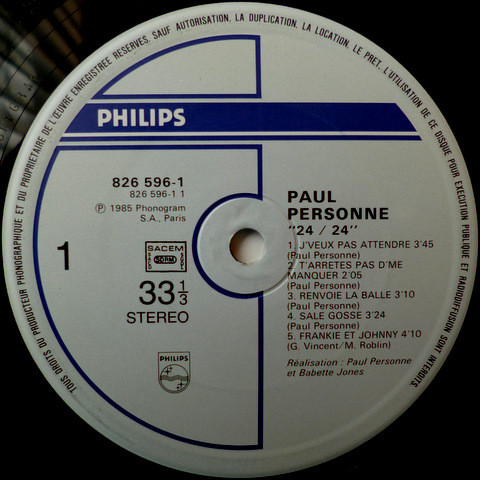 TOUS DROITS DU PRODUCTEUR PHONOGRAPHIQUE ET DU PROPRIETAIRE DE L'ŒUVRE ENREGISTREE RESERVES. SAUF AUTORISATION, LA DUPLICATION, LA LOCATION, LE PRET, L'UTILISATION DE CE DISQUE POUR EXECUTION PUBLIQUE ET RADIODIFFUSION SONT INTERDITS.
PHILIPS
826 596-1
826 596-1 1
Ⓟ 1985 Phonogram
S.A., Paris
1
SACEM
SDRM
33 1/3
STEREO
PHILIPS
PAUL
PERSONNE
"24 / 24"
1. J'VEUX PAS ATTENDRE 3'45
(Paul Personne)
2. T'ARRETES PAS D'ME
MANQUER 2'05
(Paul Personne)
3. RENVOIE LA BALLE 3'10
(Paul Personne)
4. SALE GOSSE 3'24
(Paul Personne)
5. FRANKIE ET JOHNNY 4'10
(G. Vincent/M. Roblin)
Réalisation : Paul Personne
et Babette Jones